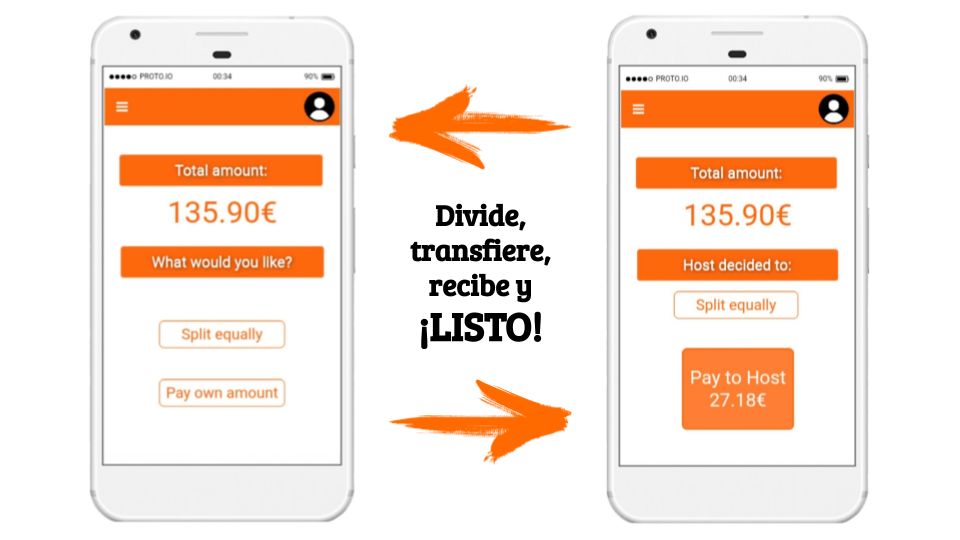 ●●●●○ PROTO.IO 00:34 90%
Total amount:
135.90€
What would you like?
Split equally
Pay own amount
Divide,
transfiere,
recibe y
¡LISTO!
●●●●○ PROTO.IO 00:34 90%
Total amount:
135.90€
Host decided to:
Split equally
Pay to Host
27.18€